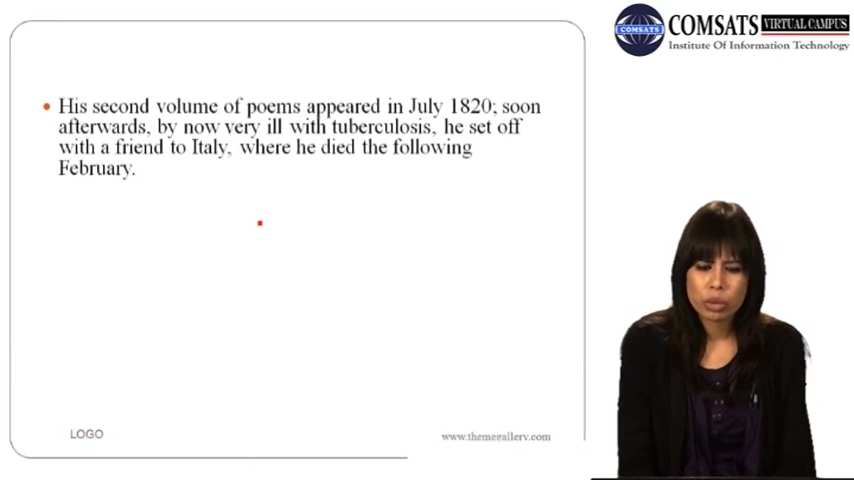 COMSATS VIRTUAL CAMPUS
Institute Of Information Technology
COMSATS
• His second volume of poems appeared in July 1820; soon
afterwards, by now very ill with tuberculosis, he set off
with a friend to Italy, where he died the following
February.
LOGO
www.themegallery.com